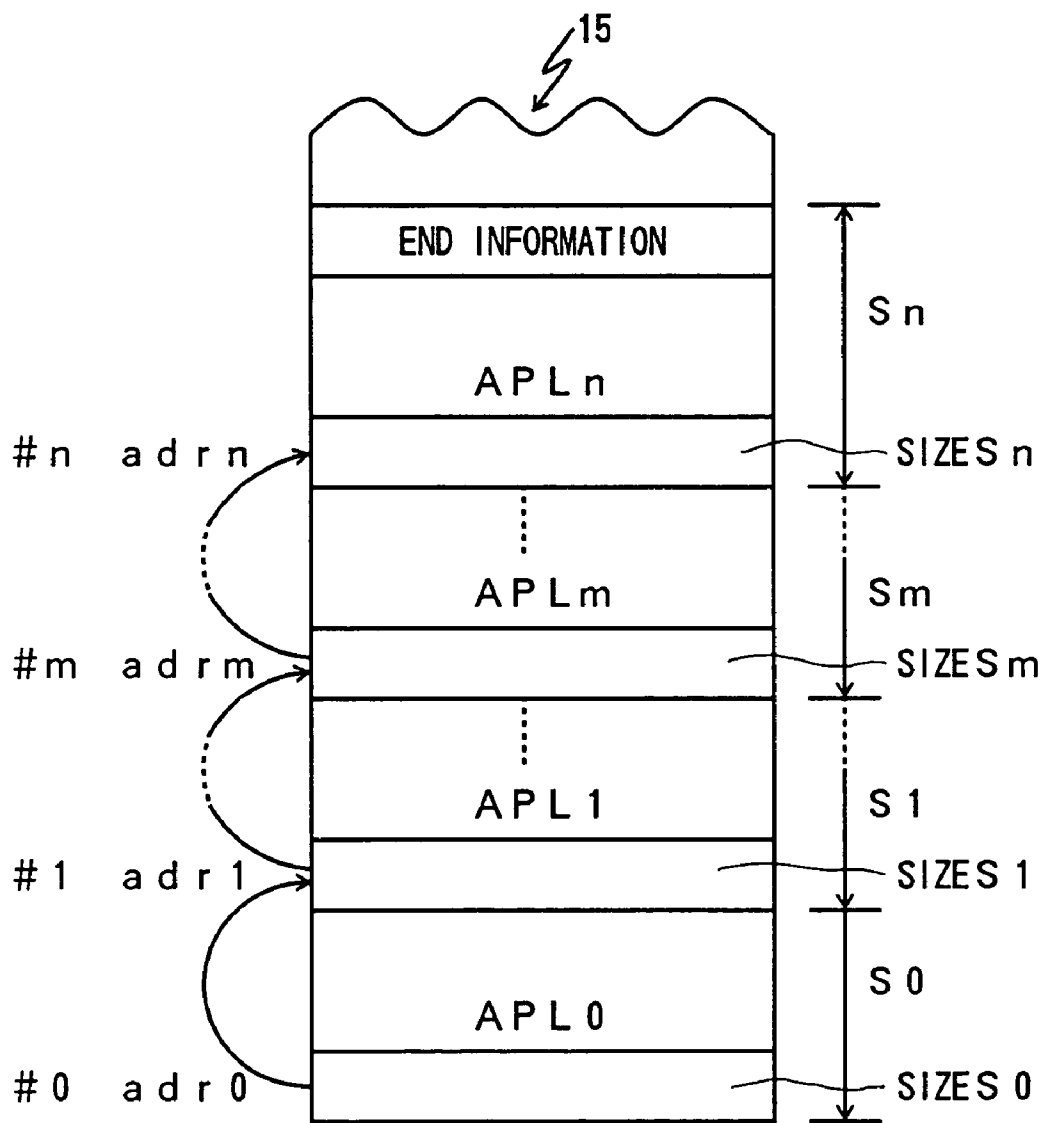 15
END INFORMATION
Sn
APLn
#n adrn
SIZESn
APLm
Sm
#m adrm
SIZESm
APL1
S1
#1 adr1
SIZES1
S0
APL0
#0 adr0
SIZES0